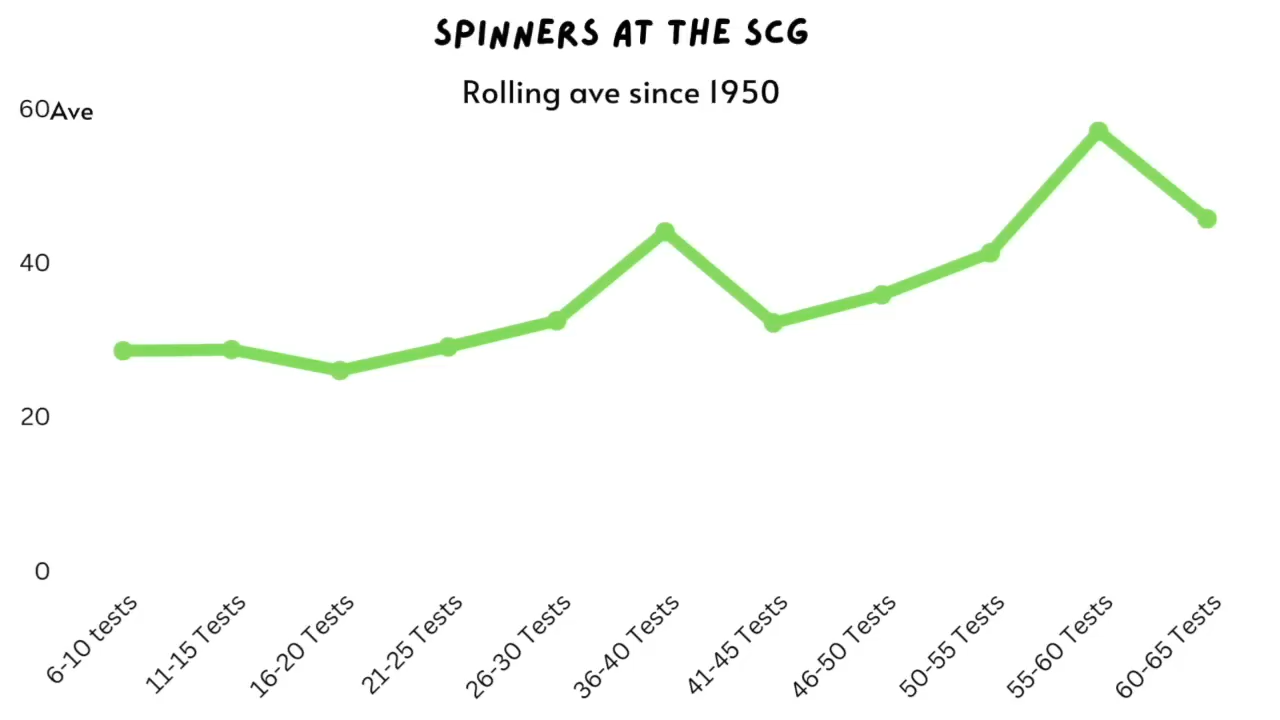 SPINNERS AT THE SCG
Rolling ave since 1950
60
Ave
40
20
0
6-10 tests
11-15 Tests
16-20 Tests
21-25 Tests
26-30 Tests
36-40 Tests
41-45 Tests
46-50 Tests
50-55 Tests
55-60 Tests
60-65 Tests